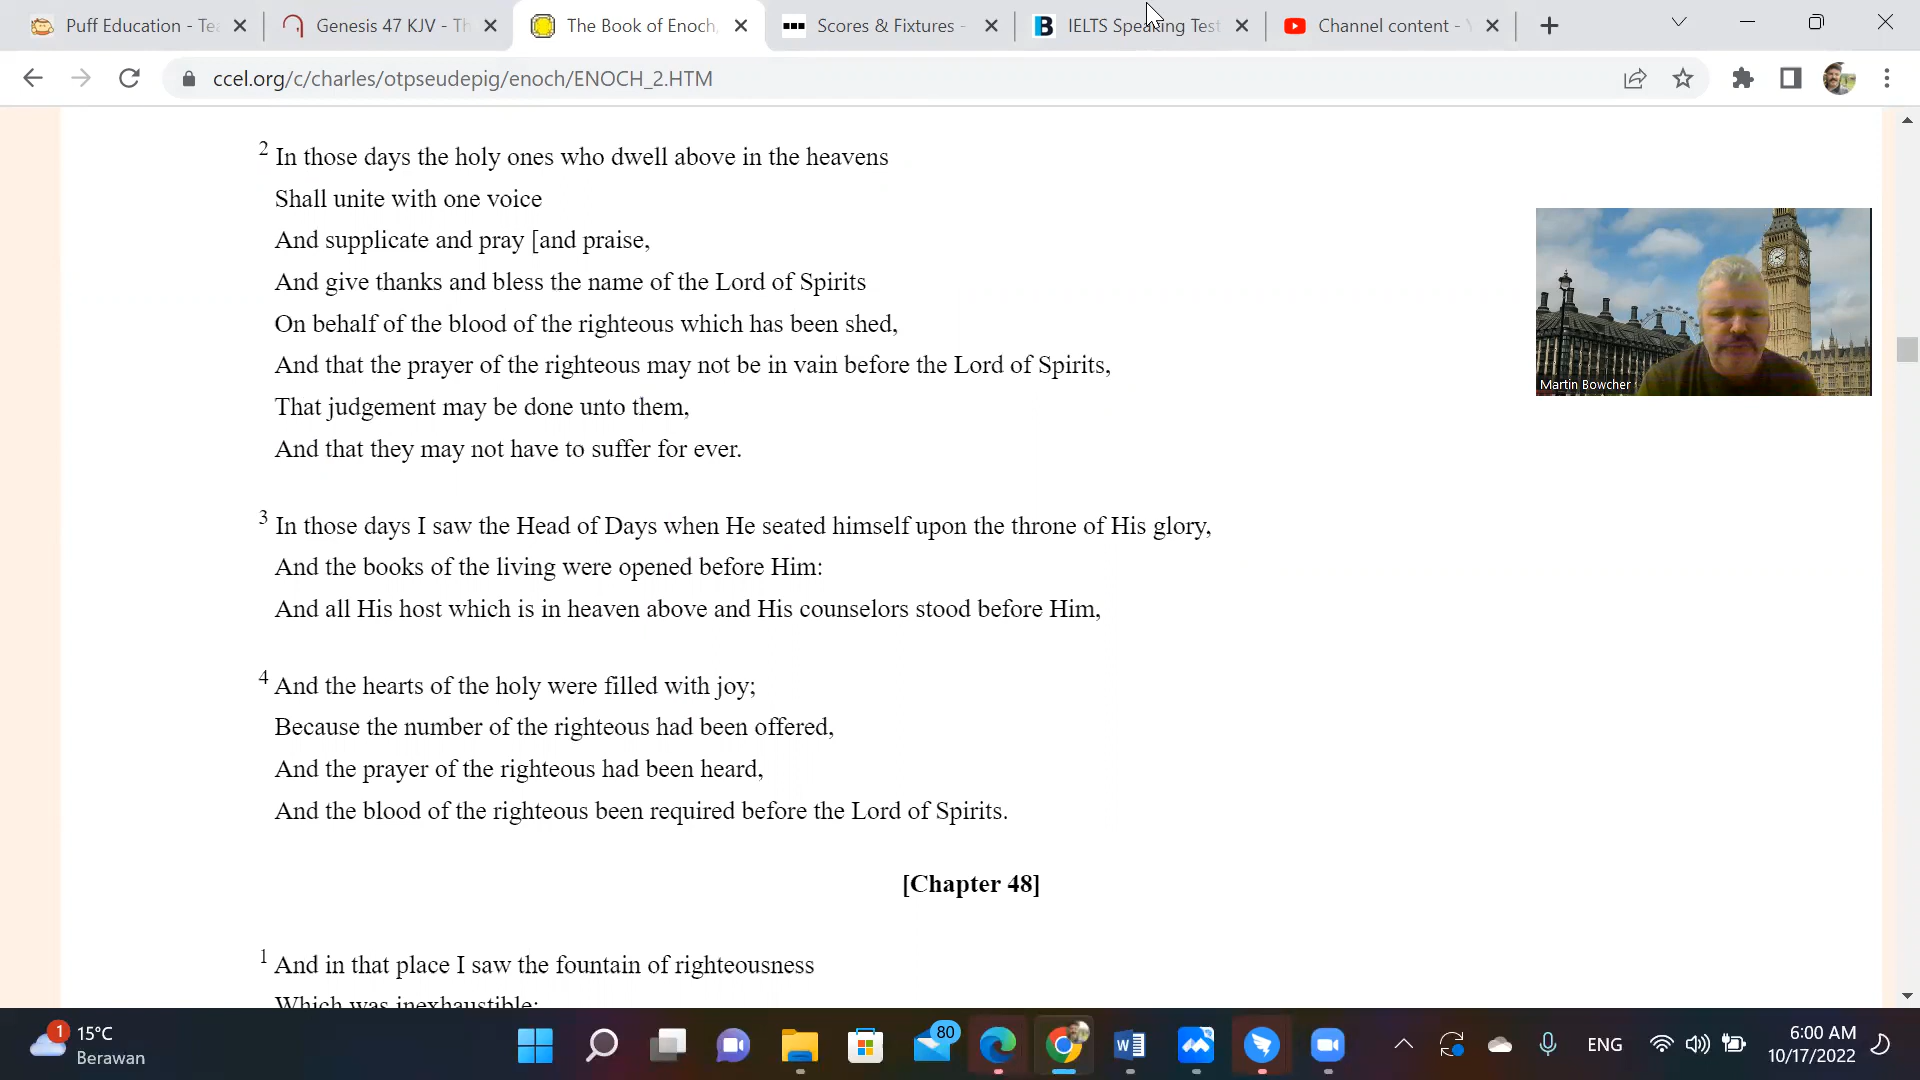 Puff Education - Tea
Genesis 47 KJV - Th
The Book of Enoch,
Scores & Fixtures -
IELTS Speaking Test
Channel content - Y
ccel.org/c/charles/otpseudepig/enoch/ENOCH_2.HTM
2 In those days the holy ones who dwell above in the heavens
Shall unite with one voice
And supplicate and pray [and praise,
And give thanks and bless the name of the Lord of Spirits
On behalf of the blood of the righteous which has been shed,
And that the prayer of the righteous may not be in vain before the Lord of Spirits,
That judgement may be done unto them,
And that they may not have to suffer for ever.
Martin Bowcher
3 In those days I saw the Head of Days when He seated himself upon the throne of His glory,
And the books of the living were opened before Him:
And all His host which is in heaven above and His counselors stood before Him,
4 And the hearts of the holy were filled with joy;
Because the number of the righteous had been offered,
And the prayer of the righteous had been heard,
And the blood of the righteous been required before the Lord of Spirits.
[Chapter 48]
1 And in that place I saw the fountain of righteousness
Which was inexhaustible:
1
15°C
Berawan
80
ENG
6:00 AM
10/17/2022